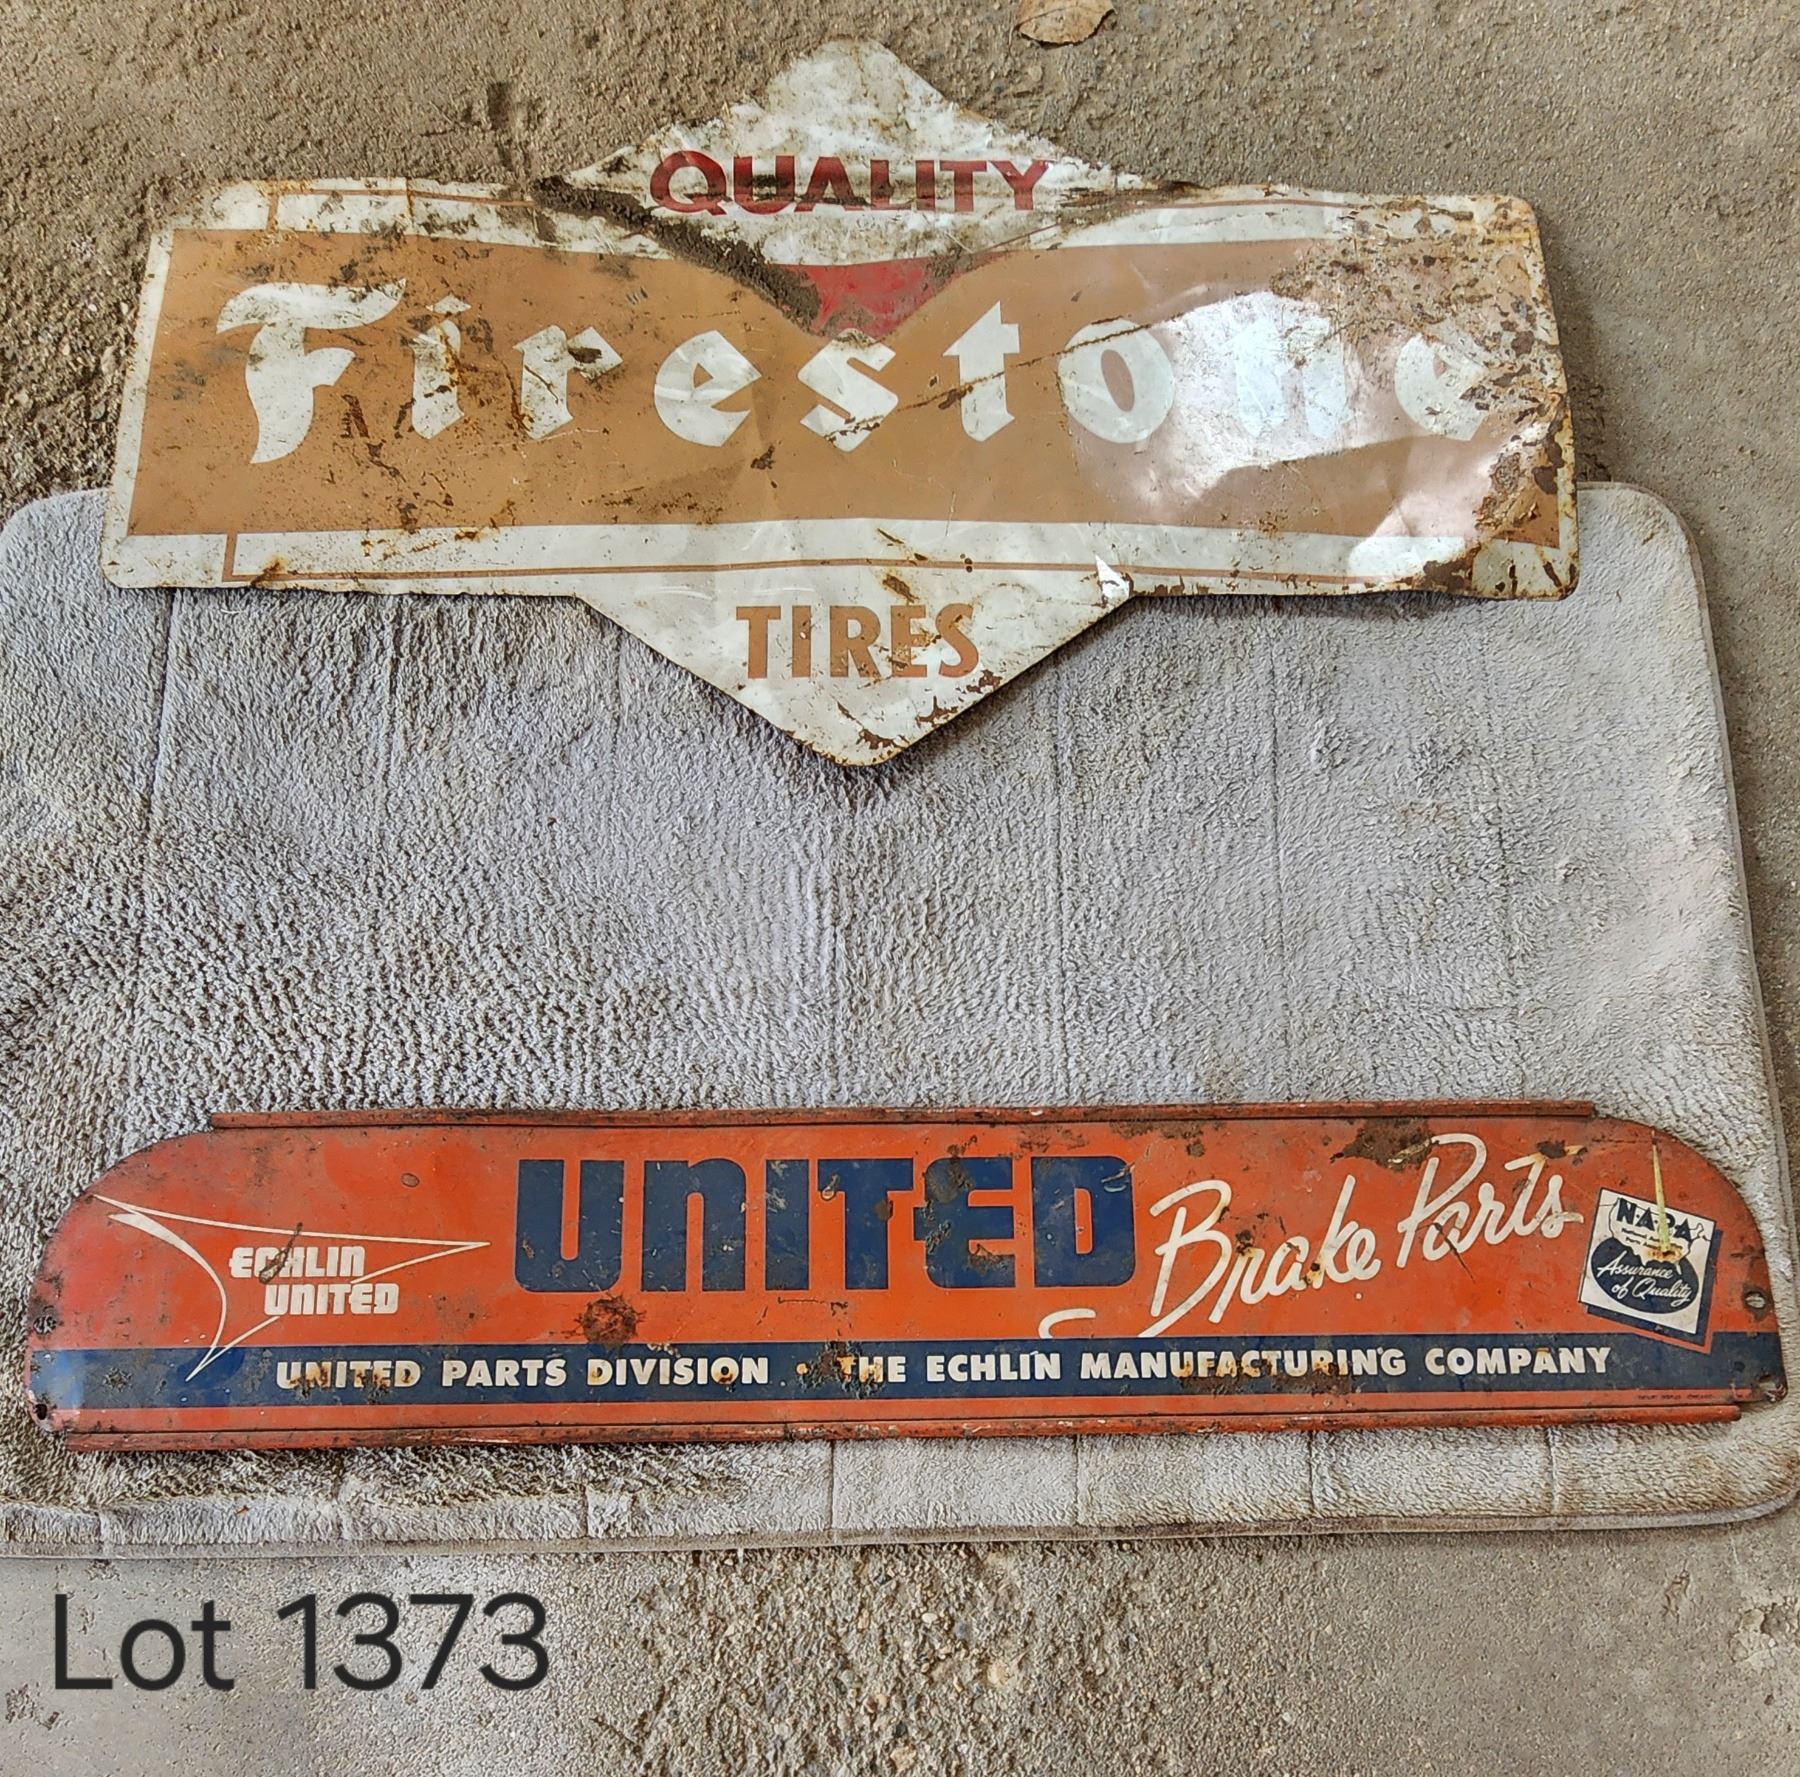 QUALITY
Firestone
TIRES
UNITED Brake Parts
ECHLIN
UNITED
NAPA
Assurance
of Quality
UNITED PARTS DIVISION • THE ECHLIN MANUFACTURING COMPANY
Lot 1373